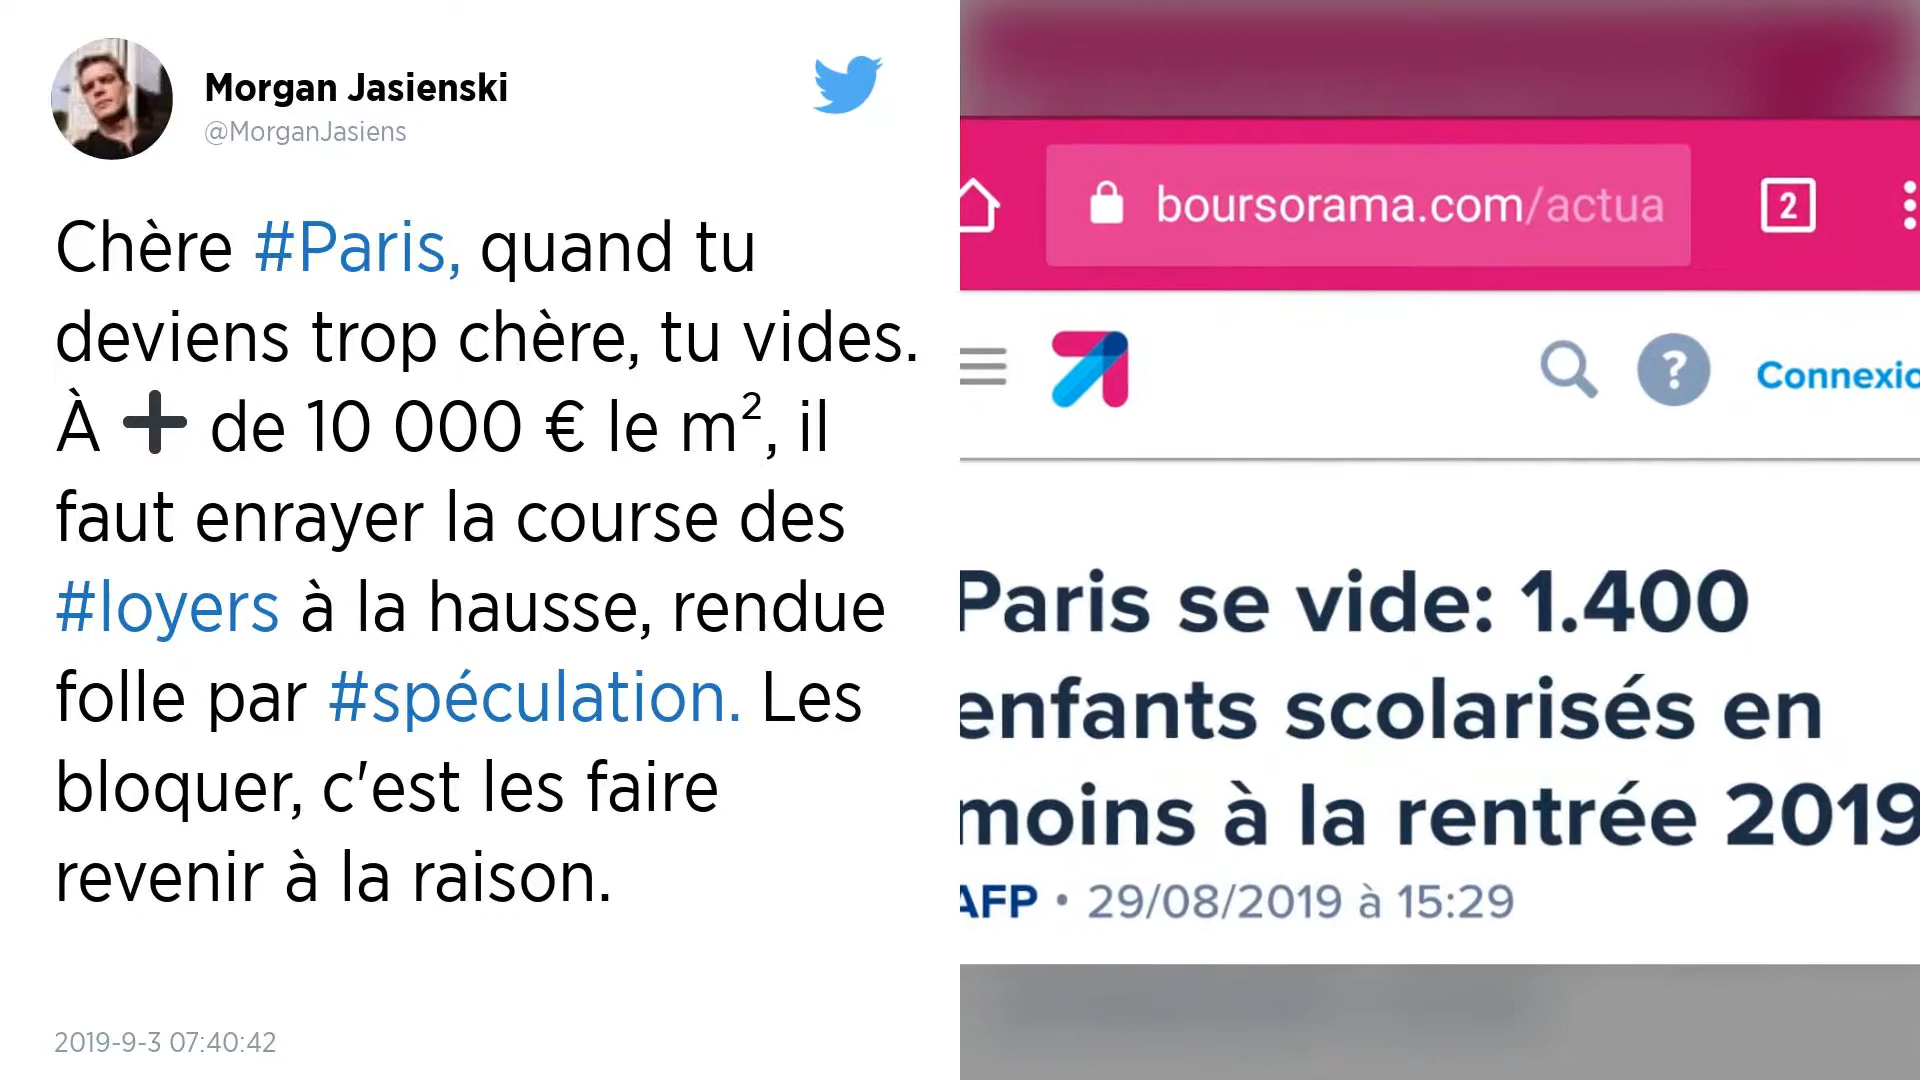 Morgan Jasienski
@MorganJasiens
Chère #Paris, quand tu
deviens trop chère, tu vides.
À ➕ de 10 000 € le m², il
faut enrayer la course des
#loyers à la hausse, rendue
folle par #spéculation. Les
bloquer, c'est les faire
revenir à la raison.
2019-9-3 07:40:42
boursorama.com/actua
2
?
Connexio
Paris se vide: 1.400
enfants scolarisés en
moins à la rentrée 2019
AFP • 29/08/2019 à 15:29